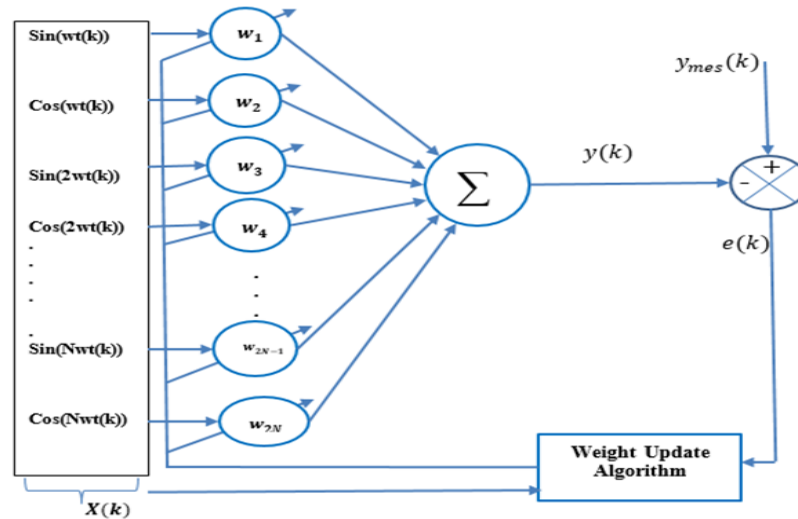 Sin(wt(k))
Cos(wt(k))
Sin(2wt(k))
Cos(2wt(k))
.
.
.
.
.
Sin(Nwt(k))
Cos(Nwt(k))
X(k)
w₁
w₂
w₃
w₄
.
.
.
w₂ₙ₋₁
w₂ₙ
∑
y(k)
yₘₑₛ(k)
+
-
e(k)
Weight Update
Algorithm